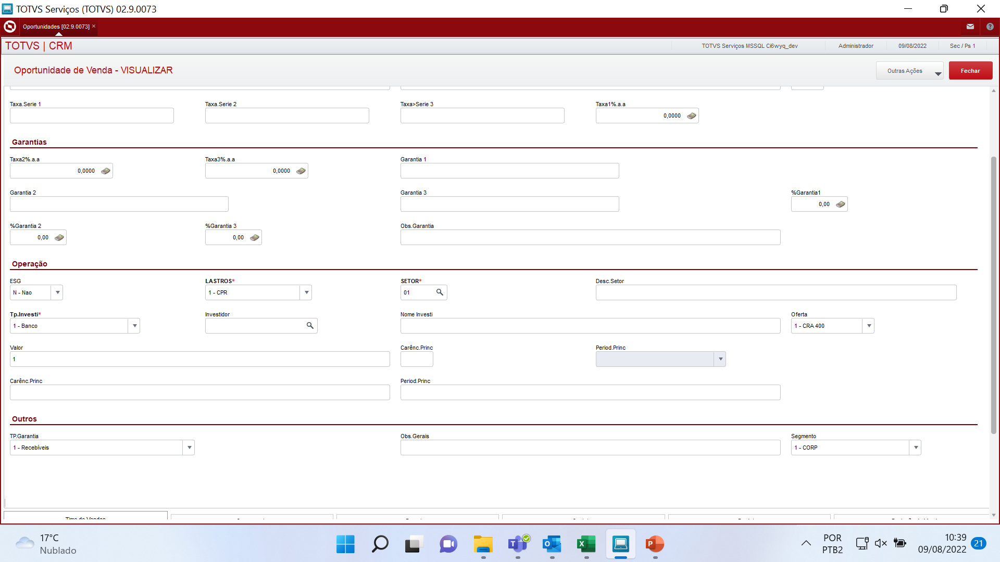 TOTVS Serviços (TOTVS) 02.9.0073
Oportunidades [02.9.0073]
TOTVS | CRM
TOTVS Serviços MSSQL Ci6wyq_dev
Administrador
09/08/2022
Sec / Ps 1
Oportunidade de Venda - VISUALIZAR
Outras Ações
Fechar
Taxa.Serie 1
Taxa.Serie 2
Taxa>Serie 3
Taxa1%.a.a
0,0000
Garantias
Taxa2%.a.a
Taxa3%.a.a
Garantia 1
0,0000
0,0000
Garantia 2
Garantia 3
%Garantia1
0,00
%Garantia 2
%Garantia 3
Obs.Garantia
0,00
0,00
Operação
ESG
LASTROS*
SETOR*
Desc.Setor
N - Nao
1 - CPR
01
Tp.Investi*
Investidor
Nome Investi
Oferta
1 - Banco
1 - CRA 400
Valor
Carênc.Princ
Period.Princ
1
Carênc.Princ
Period.Princ
Outros
TP.Garantia
Obs.Gerais
Segmento
1 - Recebíveis
1 - CORP
Time de Vendas
17°C
Nublado
POR
PTB2
10:39
09/08/2022
21